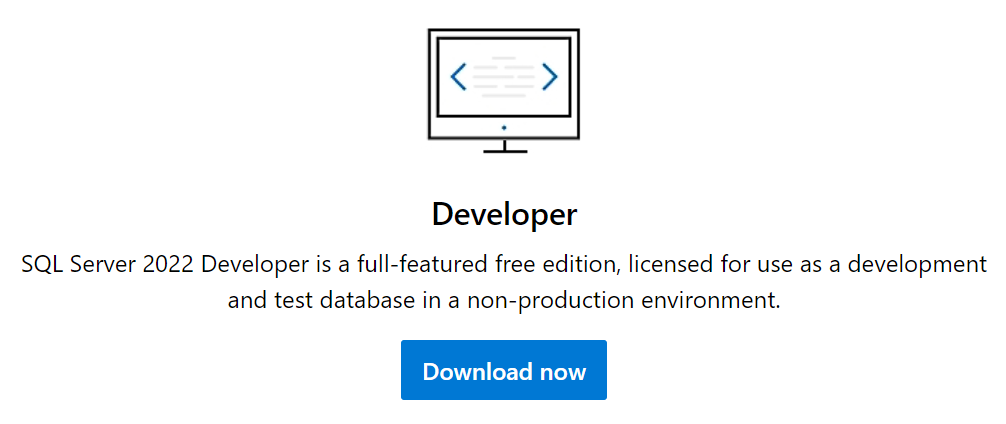 Developer
SQL Server 2022 Developer is a full-featured free edition, licensed for use as a development
and test database in a non-production environment.
Download now